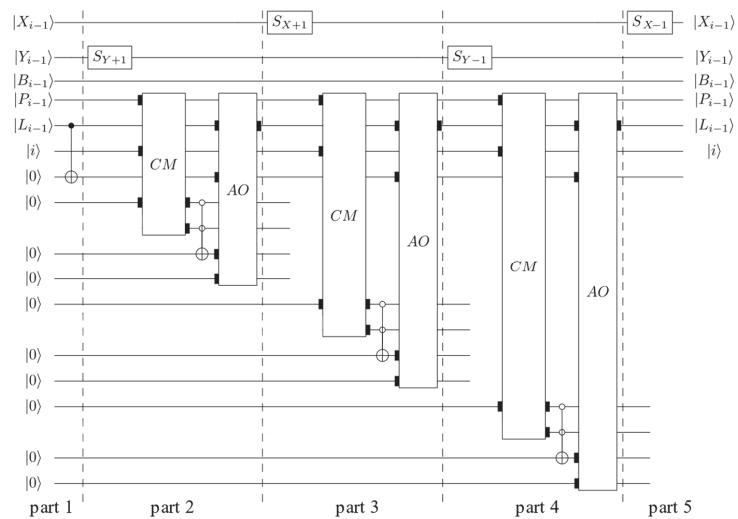 |X_{i−1}⟩ S_{X+1} S_{X−1} |X_{i−1}⟩
|Y_{i−1}⟩ S_{Y+1} S_{Y−1} |Y_{i−1}⟩
|B_{i−1}⟩ |B_{i−1}⟩
|P_{i−1}⟩ |P_{i−1}⟩
|L_{i−1}⟩ |L_{i−1}⟩
|i⟩ |i⟩
CM
|0⟩
AO
|0⟩
CM
AO
|0⟩
CM
|0⟩
AO
|0⟩
|0⟩
|0⟩
|0⟩
|0⟩
|0⟩
part 1 part 2 part 3 part 4 part 5